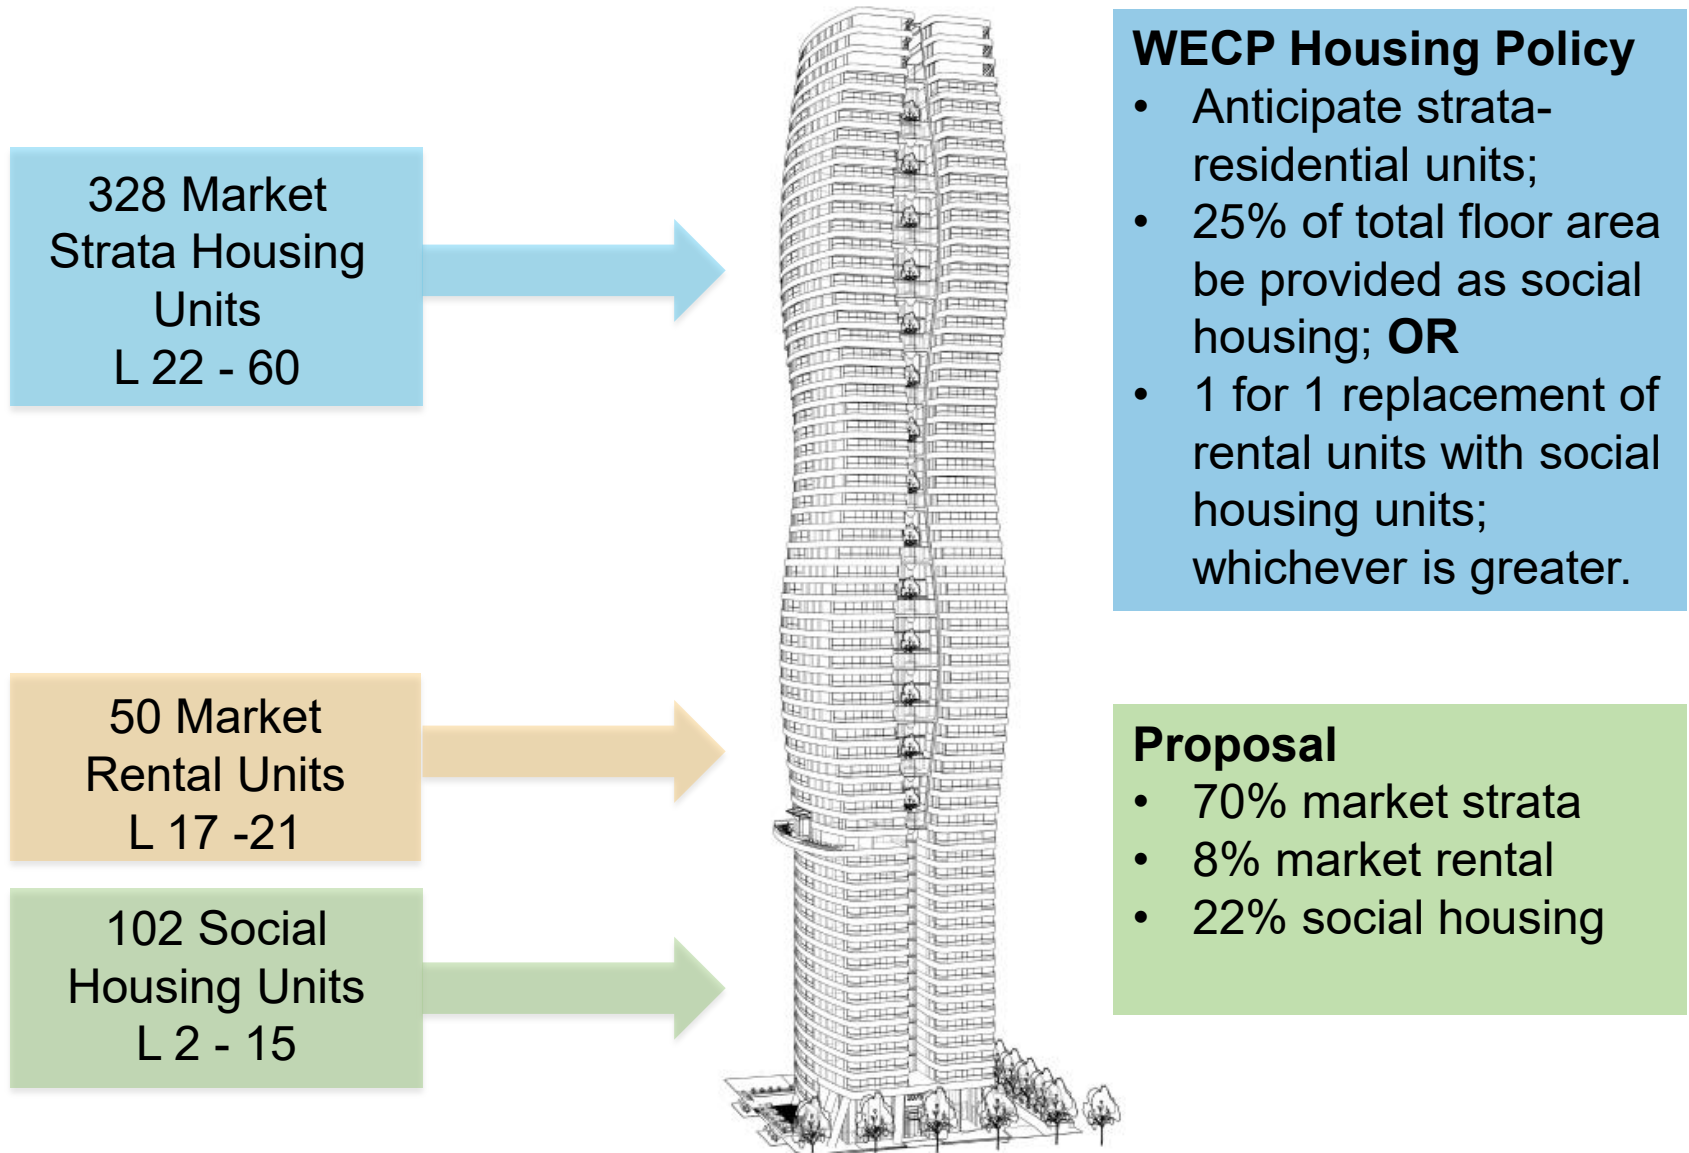 328 Market
Strata Housing
Units
L 22 - 60
50 Market
Rental Units
L 17 -21
102 Social
Housing Units
L 2 - 15
WECP Housing Policy
• Anticipate strata-
residential units;
• 25% of total floor area
be provided as social
housing; OR
• 1 for 1 replacement of
rental units with social
housing units;
whichever is greater.
Proposal
• 70% market strata
• 8% market rental
• 22% social housing